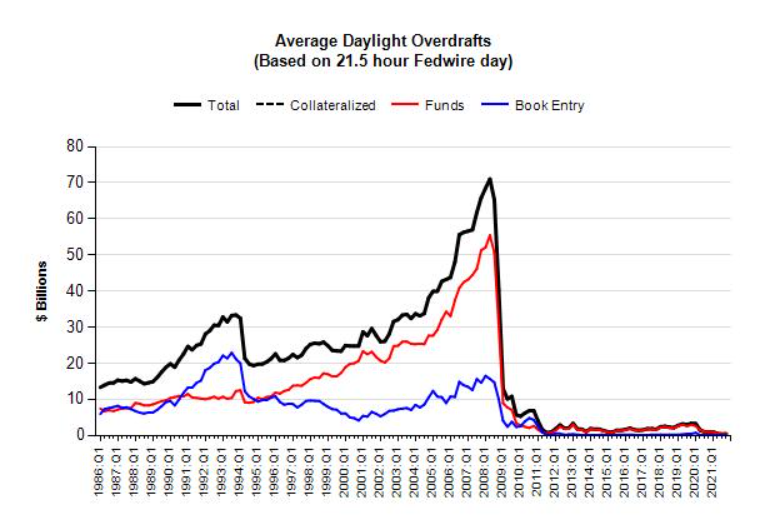 Average Daylight Overdrafts
(Based on 21.5 hour Fedwire day)
Total Collateralized Funds Book Entry
80
70
60
50
40
30
20
10
0
$ Billions
1986:Q1
1987:Q1
1988:Q1
1989:Q1
1990:Q1
1991:Q1
1992:Q1
1993:Q1
1994:Q1
1995:Q1
1996:Q1
1997:Q1
1998:Q1
1999:Q1
2000:Q1
2001:Q1
2002:Q1
2003:Q1
2004:Q1
2005:Q1
2006:Q1
2007:Q1
2008:Q1
2009:Q1
2010:Q1
2011:Q1
2012:Q1
2013:Q1
2014:Q1
2015:Q1
2016:Q1
2017:Q1
2018:Q1
2019:Q1
2020:Q1
2021:Q1